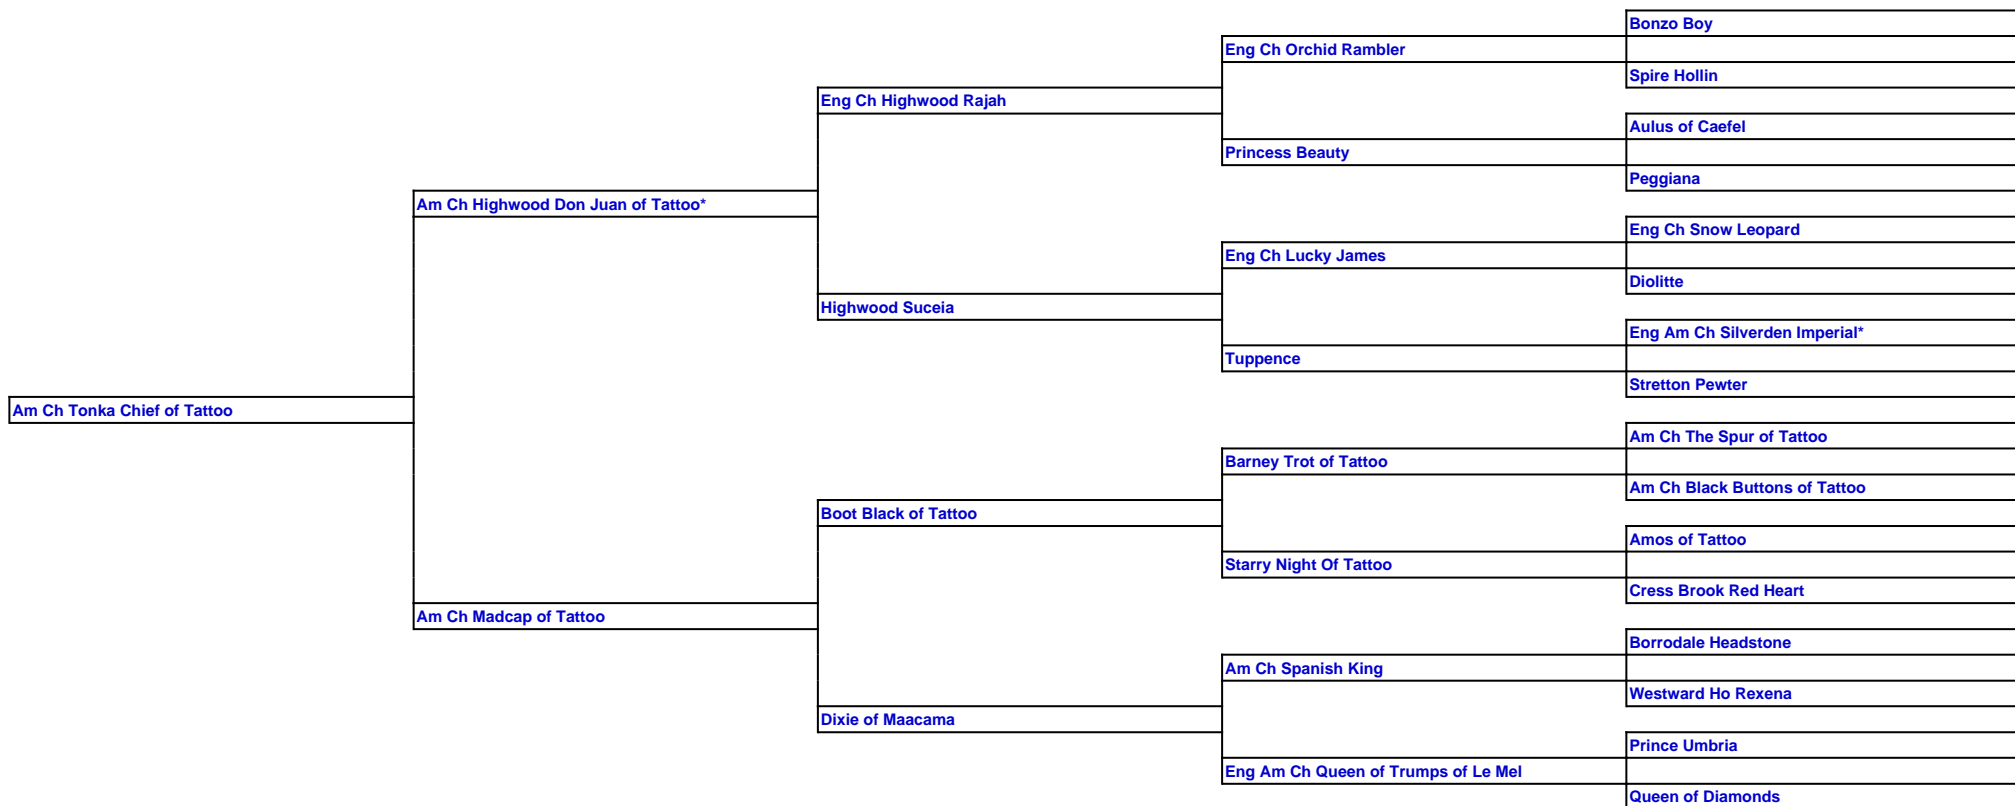 Bonzo Boy
Eng Ch Orchid Rambler
Spire Hollin
Eng Ch Highwood Rajah
Aulus of Caefel
Princess Beauty
Peggiana
Am Ch Highwood Don Juan of Tattoo*
Eng Ch Snow Leopard
Eng Ch Lucky James
Diolitte
Highwood Suceia
Eng Am Ch Silverden Imperial*
Tuppence
Stretton Pewter
Am Ch Tonka Chief of Tattoo
Am Ch The Spur of Tattoo
Barney Trot of Tattoo
Am Ch Black Buttons of Tattoo
Boot Black of Tattoo
Amos of Tattoo
Starry Night Of Tattoo
Cress Brook Red Heart
Am Ch Madcap of Tattoo
Borrodale Headstone
Am Ch Spanish King
Westward Ho Rexena
Dixie of Maacama
Prince Umbria
Eng Am Ch Queen of Trumps of Le Mel
Queen of Diamonds